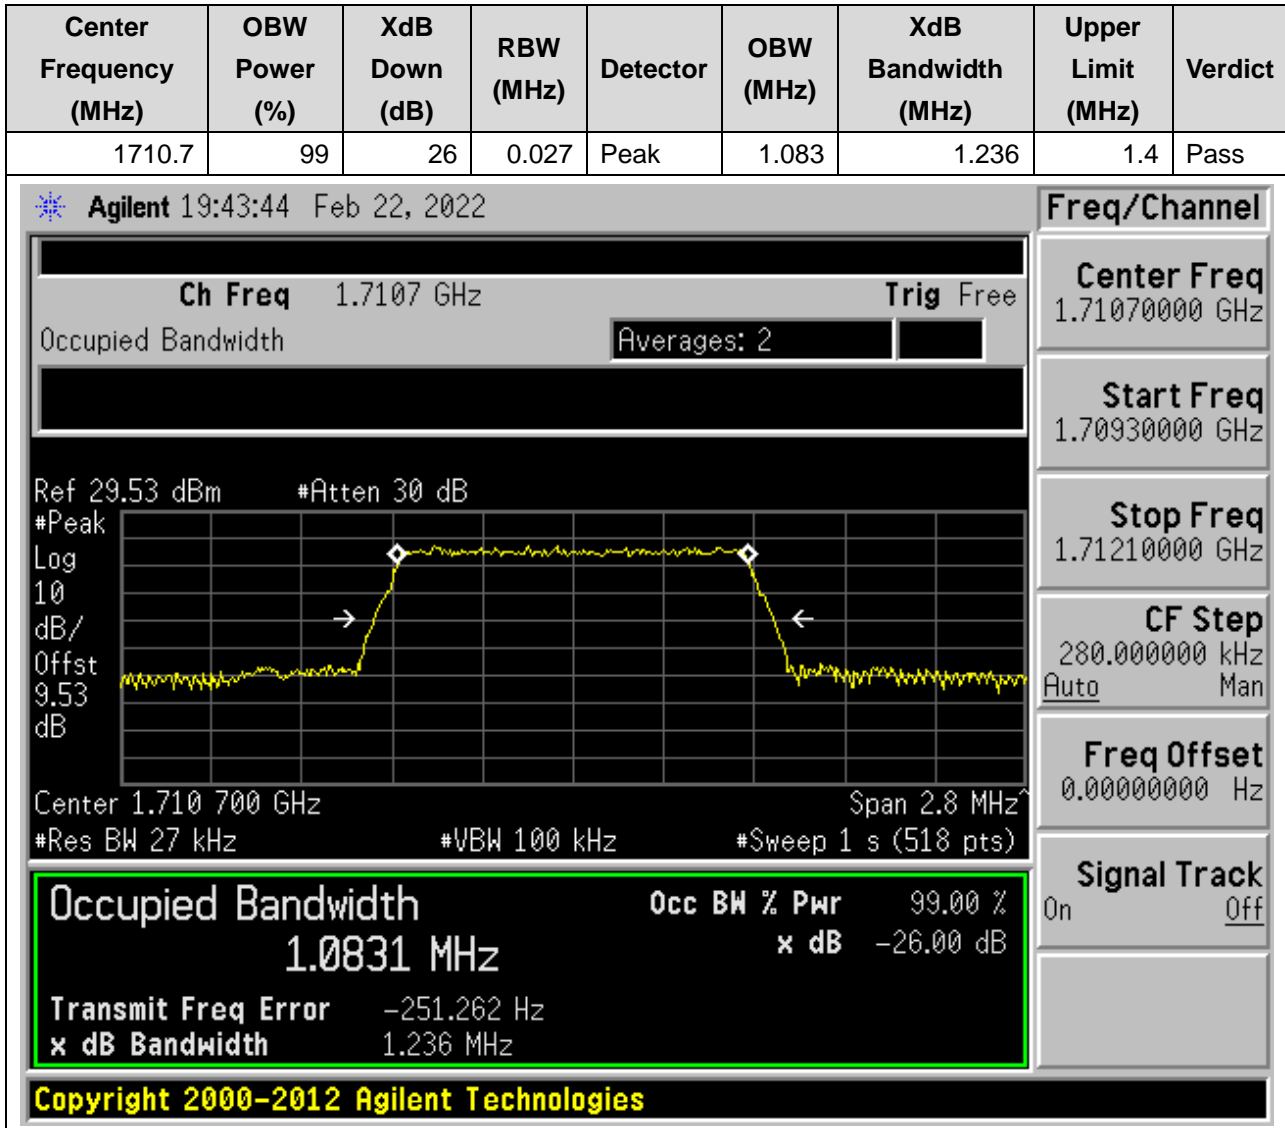 Center Frequency (MHz) OBW Power (%) XdB Down (dB) RBW (MHz) Detector OBW (MHz) XdB Bandwidth (MHz) Upper Limit (MHz) Verdict
1710.7 99 26 0.027 Peak 1.083 1.236 1.4 Pass
Agilent 19:43:44 Feb 22, 2022
Freq/Channel
Ch Freq 1.7107 GHz Trig Free
Occupied Bandwidth Averages: 2
Center Freq
1.71070000 GHz
Start Freq
1.70930000 GHz
Stop Freq
1.71210000 GHz
CF Step
280.000000 kHz
Auto Man
Freq Offset
0.00000000 Hz
Signal Track
On Off
Ref 29.53 dBm #Atten 30 dB
#Peak
Log
10
dB/
Offst
9.53
dB
Center 1.710 700 GHz Span 2.8 MHz^
#Res BW 27 kHz #VBW 100 kHz #Sweep 1 s (518 pts)
Occupied Bandwidth Occ BW % Pwr 99.00 %
1.0831 MHz x dB -26.00 dB
Transmit Freq Error -251.262 Hz
x dB Bandwidth 1.236 MHz
Copyright 2000-2012 Agilent Technologies